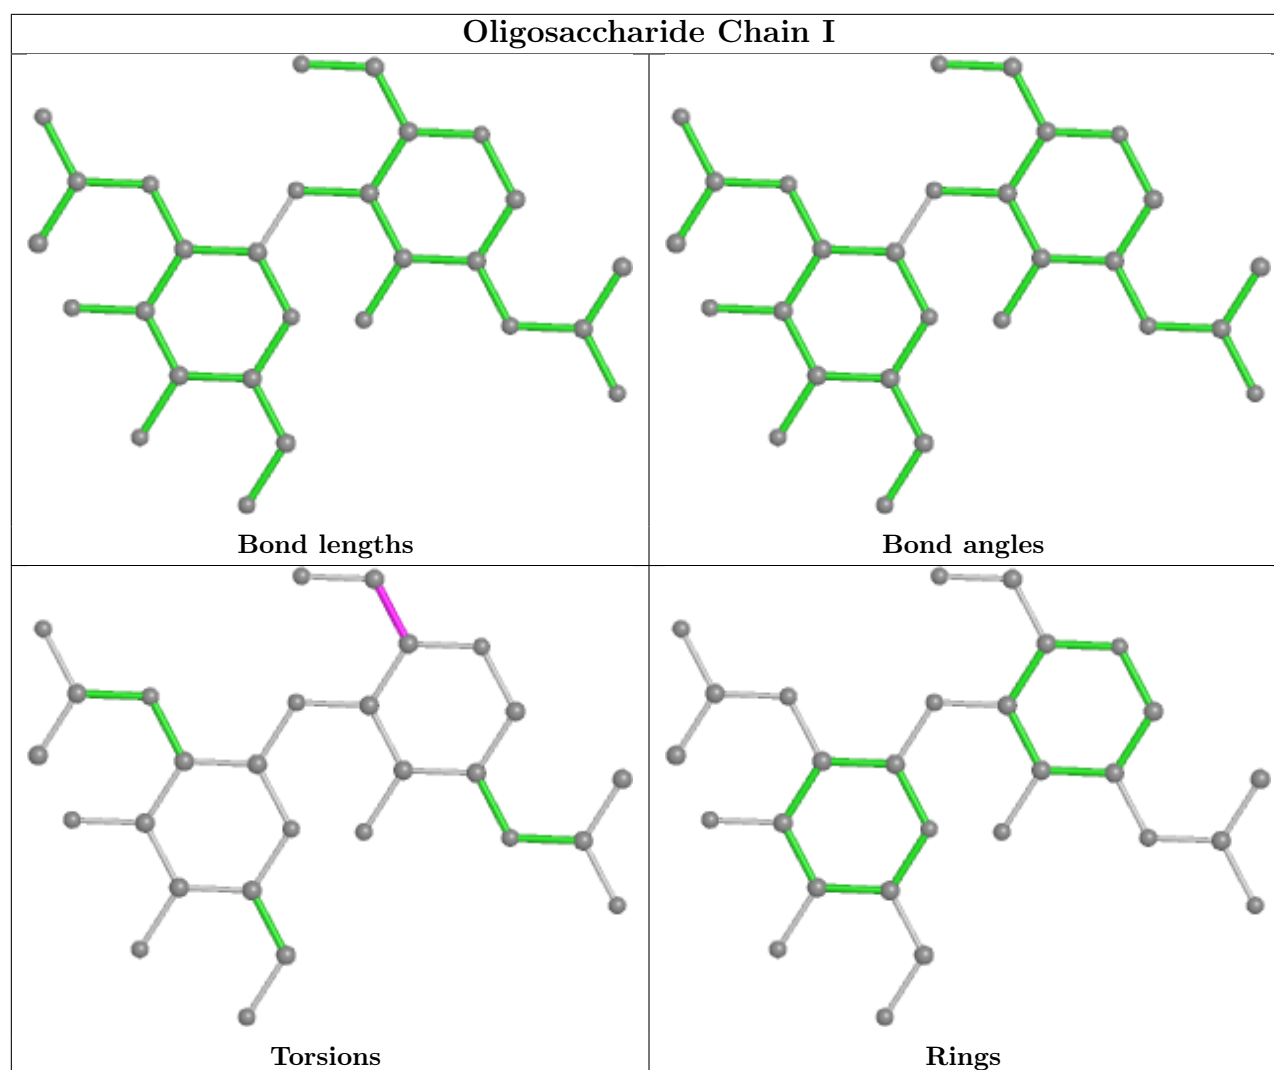 Oligosaccharide Chain I
Bond lengths
Bond angles
Torsions
Rings